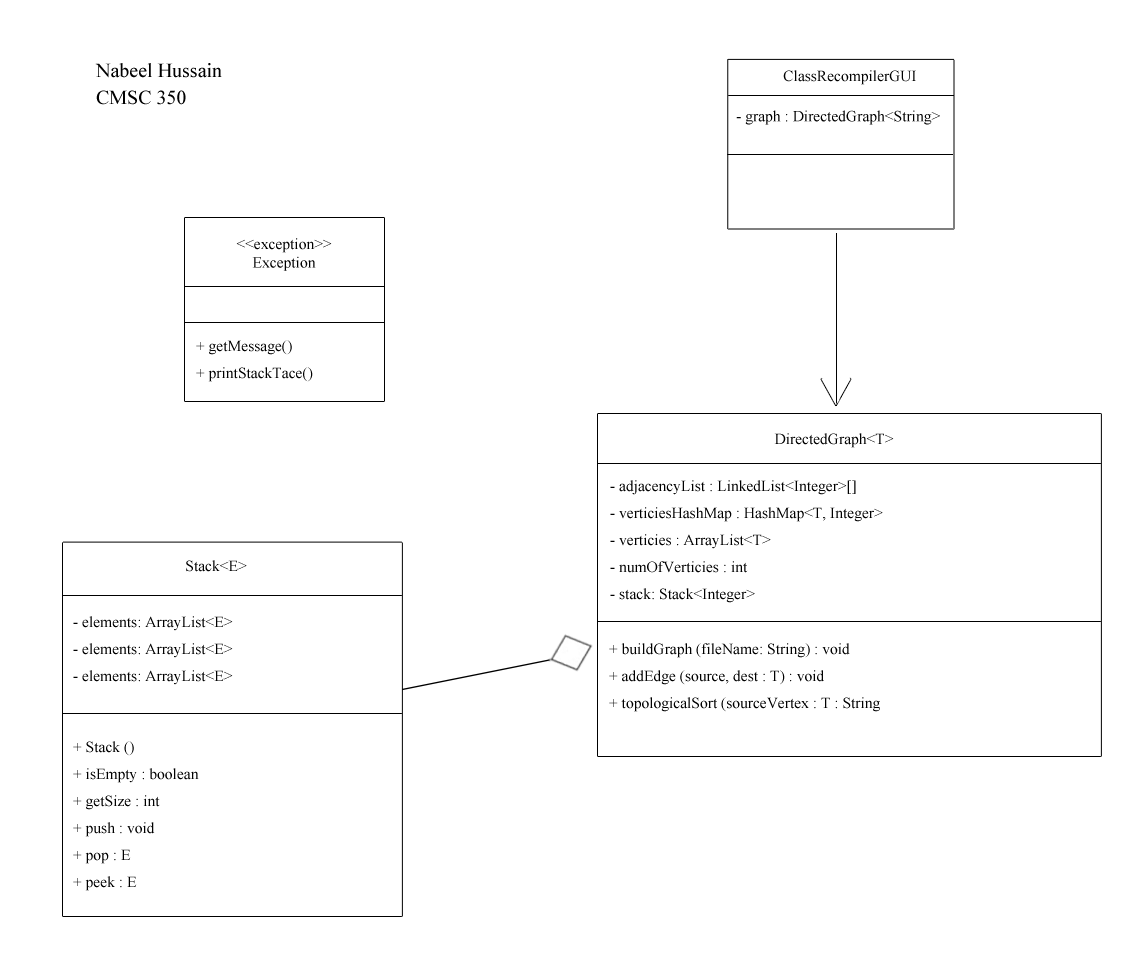 Nabeel Hussain
CMSC 350
ClassRecompilerGUI
- graph : DirectedGraph<String>
<<exception>>
Exception
+ getMessage()
+ printStackTace()
DirectedGraph<T>
- adjacencyList : LinkedList<Integer>[]
- verticiesHashMap : HashMap<T, Integer>
- verticies : ArrayList<T>
- numOfVerticies : int
- stack: Stack<Integer>
+ buildGraph (fileName: String) : void
+ addEdge (source, dest : T) : void
+ topologicalSort (sourceVertex : T : String
Stack<E>
- elements: ArrayList<E>
- elements: ArrayList<E>
- elements: ArrayList<E>
+ Stack ()
+ isEmpty : boolean
+ getSize : int
+ push : void
+ pop : E
+ peek : E